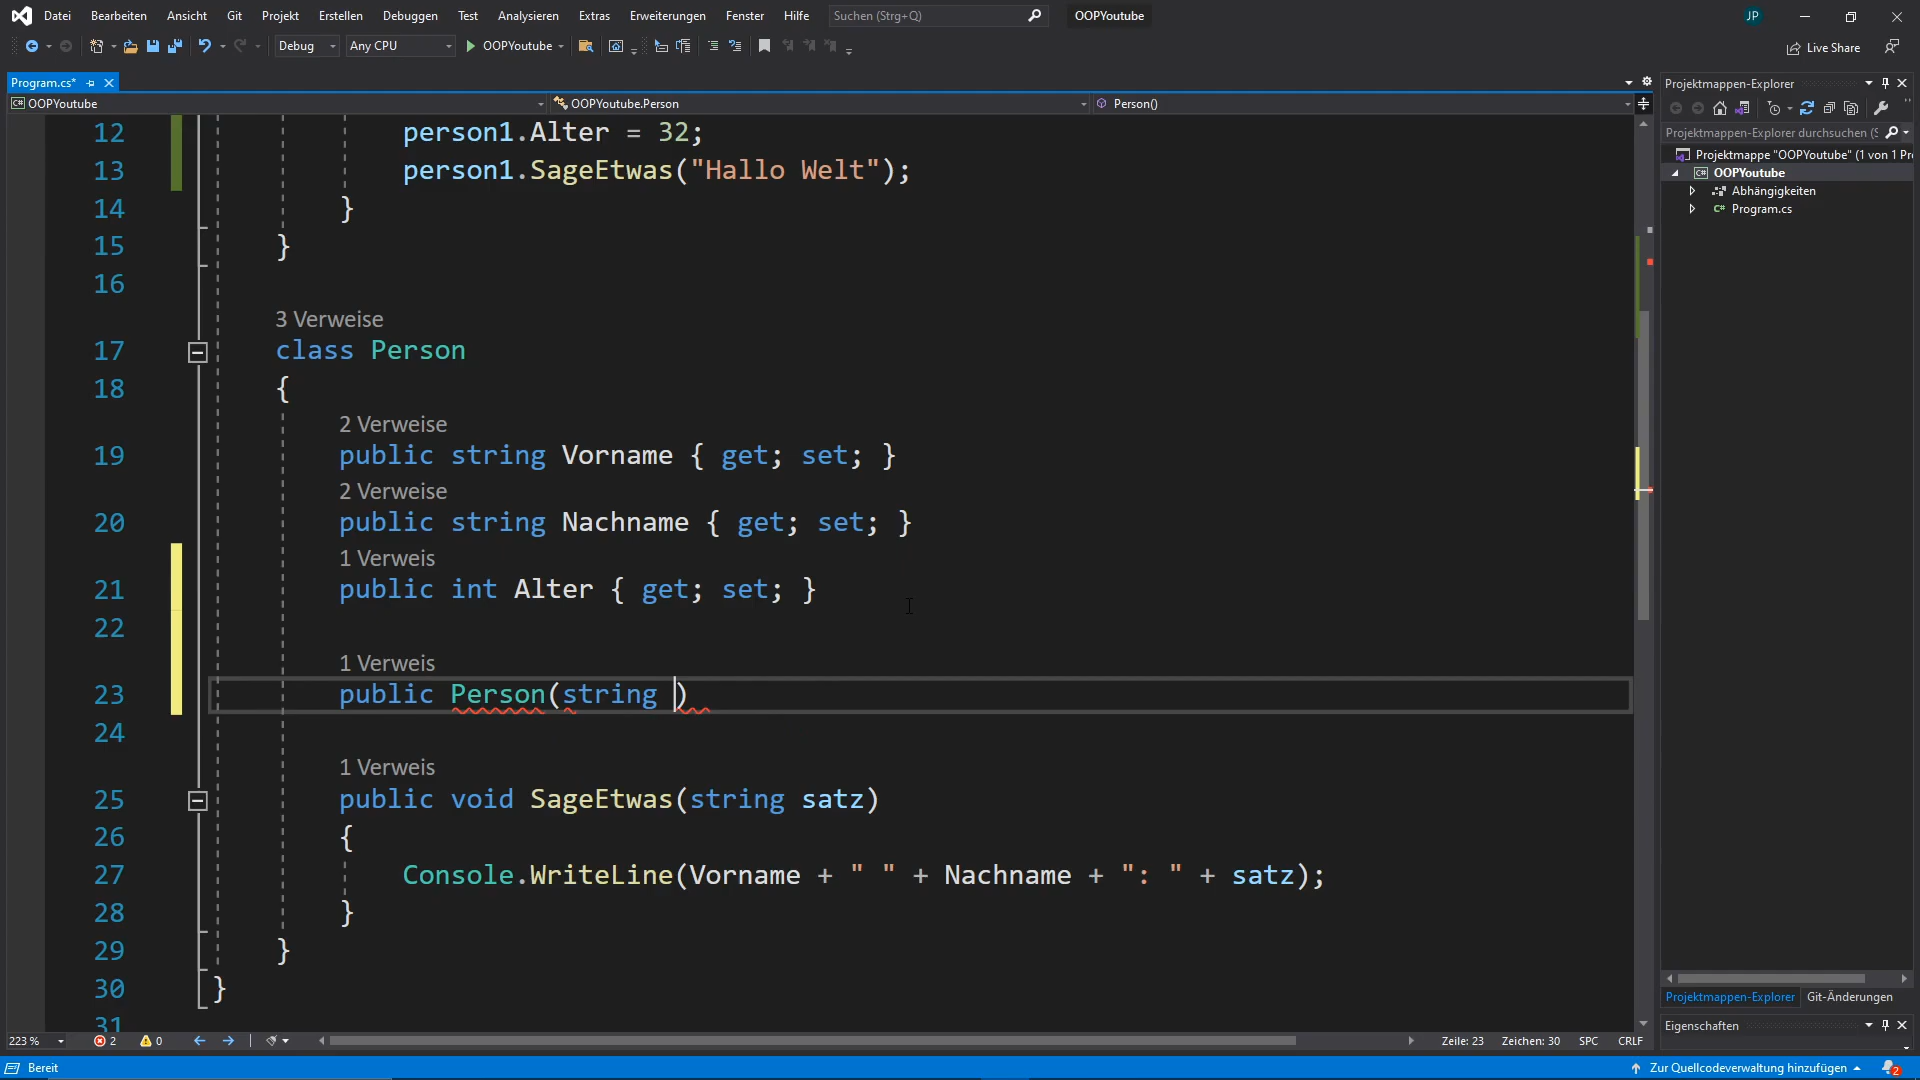 Datei Bearbeiten Ansicht Git Projekt Erstellen Debuggen Test Analysieren Extras Erweiterungen Fenster Hilfe Suchen (Strg+Q) OOPYoutube JP
Debug Any CPU OOPYoutube Live Share
Program.cs* Projektmappen-Explorer
C# OOPYoutube OOPYoutube.Person Person()
Projektmappen-Explorer durchsuchen (S
Projektmappe "OOPYoutube" (1 von 1 Pr
C# OOPYoutube
Abhängigkeiten
C# Program.cs
12 person1.Alter = 32;
13 person1.SageEtwas("Hallo Welt");
14 }
15 }
16
3 Verweise
17 class Person
18 {
2 Verweise
19 public string Vorname { get; set; }
2 Verweise
20 public string Nachname { get; set; }
1 Verweis
21 public int Alter { get; set; }
22
1 Verweis
23 public Person(string )
24
1 Verweis
25 public void SageEtwas(string satz)
26 {
27 Console.WriteLine(Vorname + " " + Nachname + ": " + satz);
28 }
29 }
30 }
31
Projektmappen-Explorer Git-Änderungen
Eigenschaften
223 % 2 0 Zeile: 23 Zeichen: 30 SPC CRLF
Bereit Zur Quellcodeverwaltung hinzufügen 2